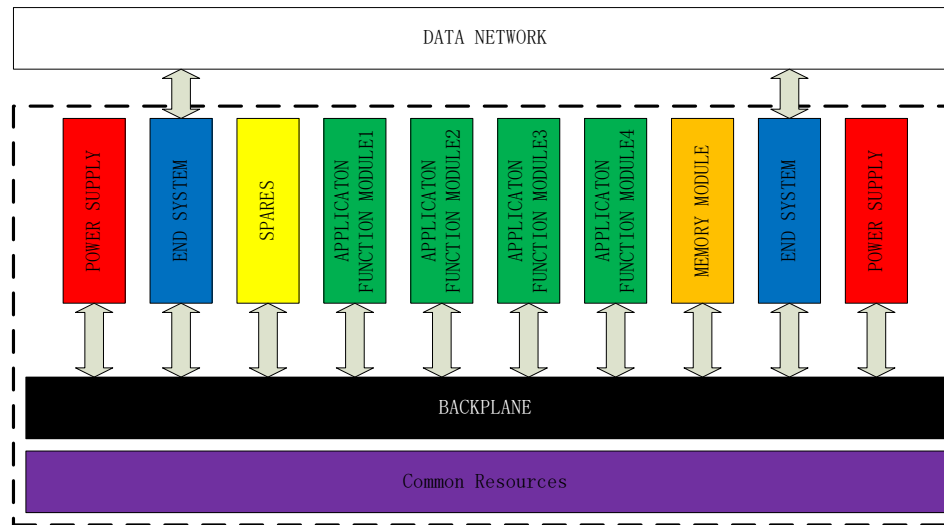 DATA NETWORK
POWER SUPPLY
END SYSTEM
SPARES
APPLICATON
FUNCTION MODULE1
APPLICATON
FUNCTION MODULE2
APPLICATON
FUNCTION MODULE3
APPLICATON
FUNCTION MODULE4
MEMORY MODULE
END SYSTEM
POWER SUPPLY
BACKPLANE
Common Resources